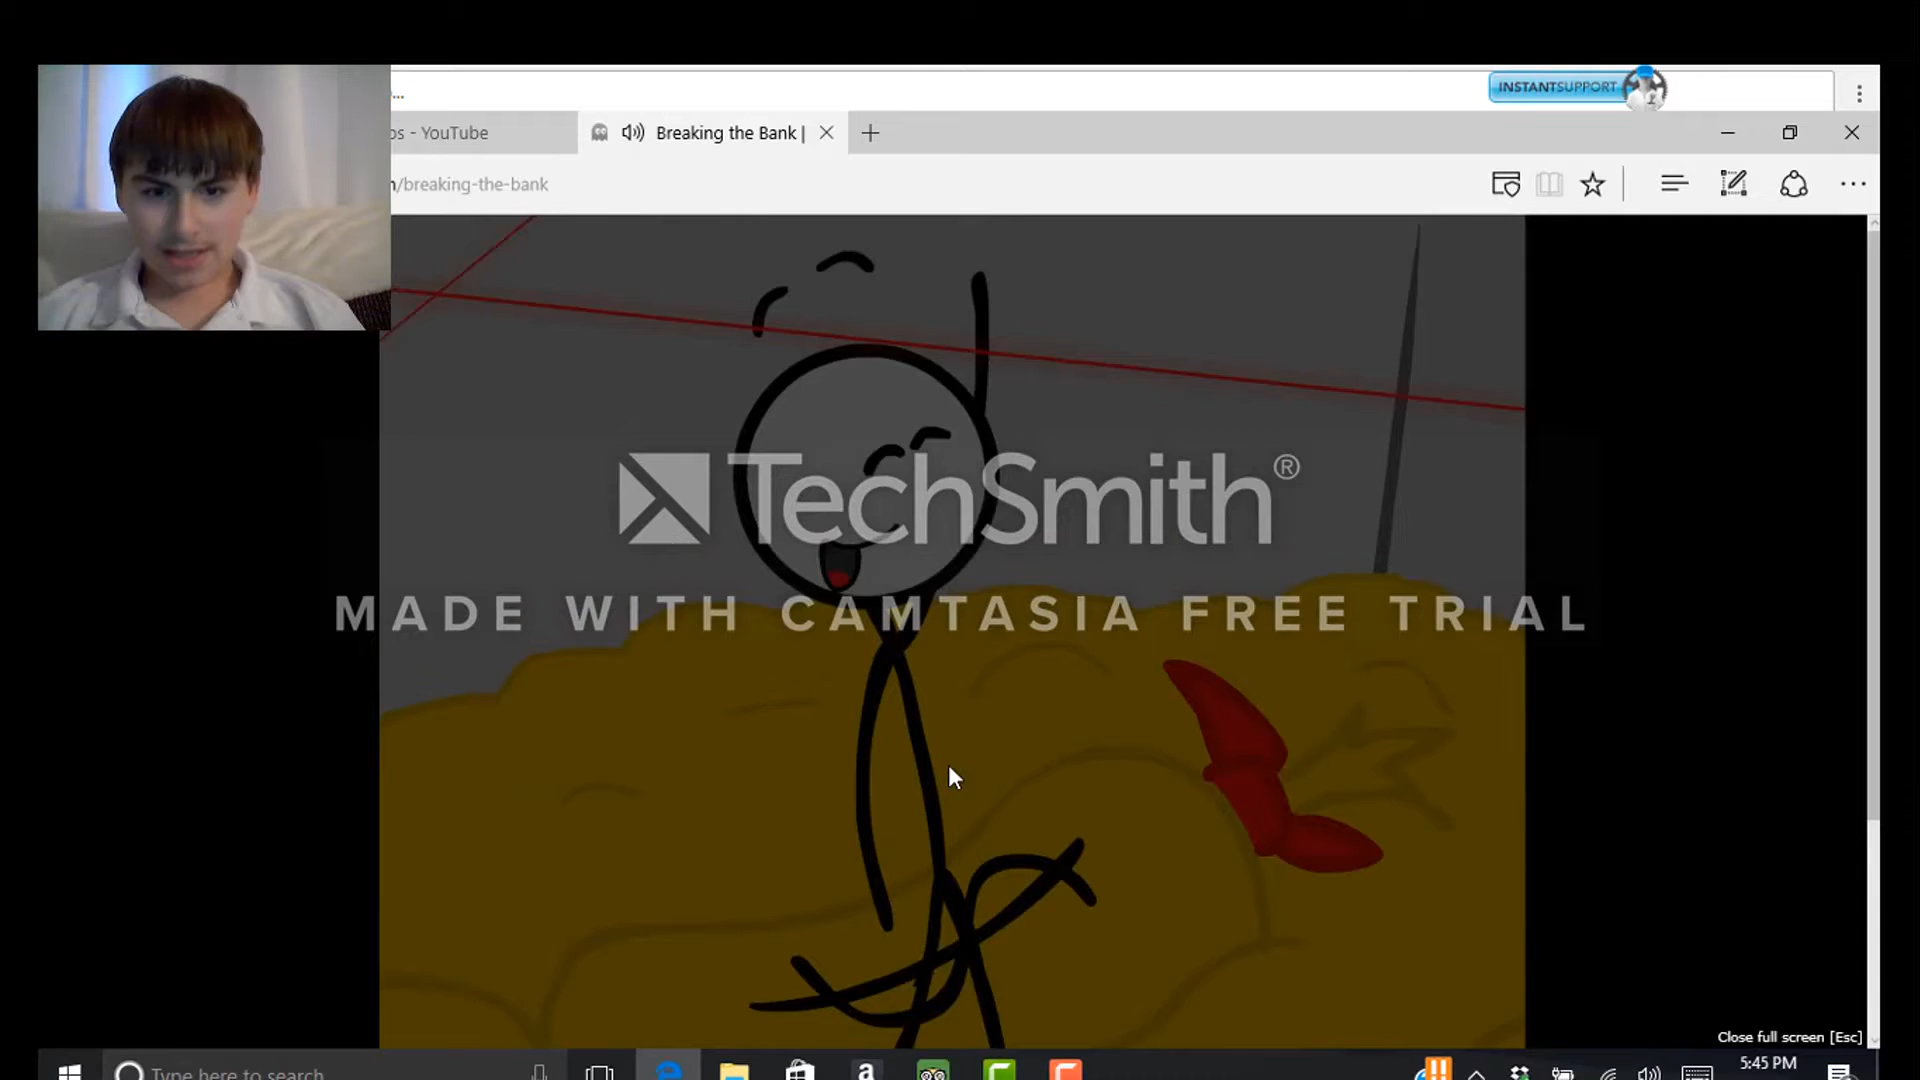 ...
INSTANTSUPPORT
os - YouTube
Breaking the Bank |
/breaking-the-bank
TechSmith®
MADE WITH CAMTASIA FREE TRIAL
Close full screen [Esc]
Type here to search
5:45 PM